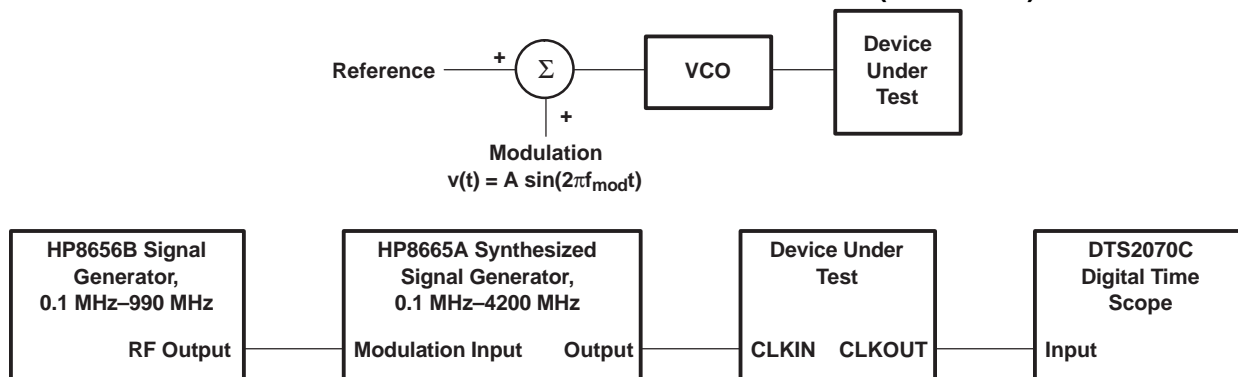 Reference
+
Σ
VCO
Device
Under
Test
+
Modulation
v(t) = A sin(2πfmodt)
HP8656B Signal
Generator,
0.1 MHz–990 MHz
RF Output
HP8665A Synthesized
Signal Generator,
0.1 MHz–4200 MHz
Modulation Input Output
Device Under
Test
CLKIN CLKOUT
DTS2070C
Digital Time
Scope
Input